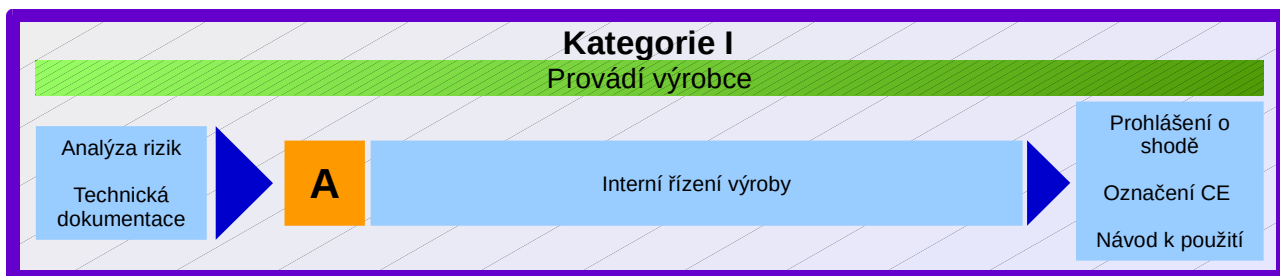 Kategorie I
Provádí výrobce
Analýza rizik
Technická
dokumentace
A
Interní řízení výroby
Prohlášení o
shodě
Označení CE
Návod k použití